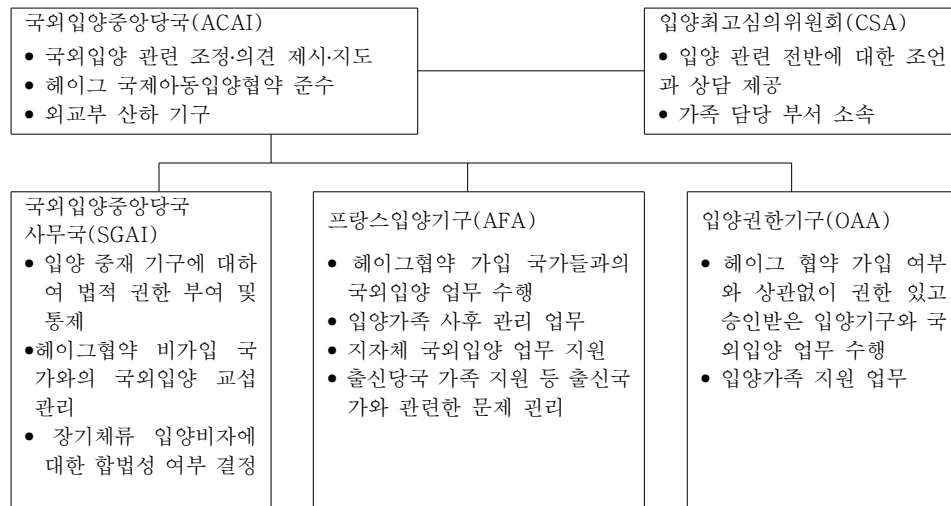 국외입양중앙당국(ACAI)
● 국외입양 관련 조정·의견 제시·지도
● 헤이그 국제아동입양협약 준수
● 외교부 산하 기구
입양최고심의위원회(CSA)
● 입양 관련 전반에 대한 조언
과 상담 제공
● 가족 담당 부서 소속
국외입양중앙당국
사무국(SGAI)
● 입양 중재 기구에 대하
여 법적 권한 부여 및
통제
●헤이그협약 비가입 국
가와의 국외입양 교섭
관리
● 장기체류 입양비자에
대한 합법성 여부 결정
프랑스입양기구(AFA)
● 헤이그협약 가입 국가들과의
국외입양 업무 수행
● 입양가족 사후 관리 업무
● 지자체 국외입양 업무 지원
● 출신당국 가족 지원 등 출신국
가와 관련한 문제 괸리
입양권한기구(OAA)
● 헤이그 협약 가입 여부
와 상관없이 권한 있고
승인받은 입양기구와 국
외입양 업무 수행
● 입양가족 지원 업무